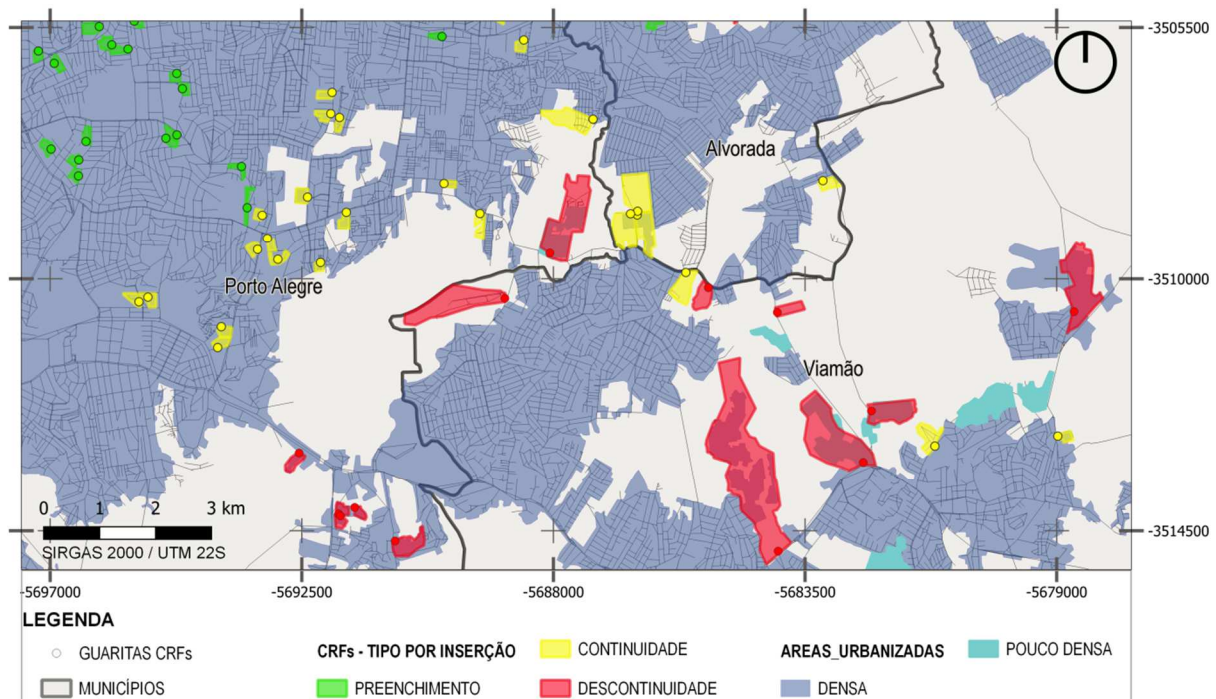 -3505500
Alvorada
-3510000
Porto Alegre
Viamão
0 1 2 3 km
SIRGAS 2000 / UTM 22S
-3514500
-5697000 -5692500 -5688000 -5683500 -5679000
LEGENDA
GUARITAS CRFs CRFs - TIPO POR INSERÇÃO CONTINUIDADE AREAS_URBANIZADAS POUCO DENSA
MUNICÍPIOS PREENCHIMENTO DESCONTINUIDADE DENSA